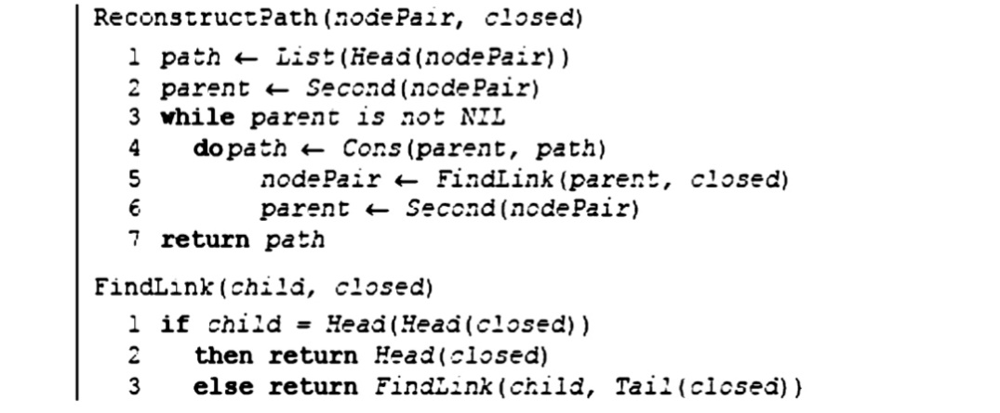 ReconstructPath(nodePair, closed)
1 path ← List(Head(nodePair))
2 parent ← Second(nodePair)
3 while parent is not NIL
4 do path ← Cons(parent, path)
5 nodePair ← FindLink(parent, closed)
6 parent ← Second(nodePair)
7 return path
FindLink(child, closed)
1 if child = Head(Head(closed))
2 then return Head(closed)
3 else return FindLink(child, Tail(closed))